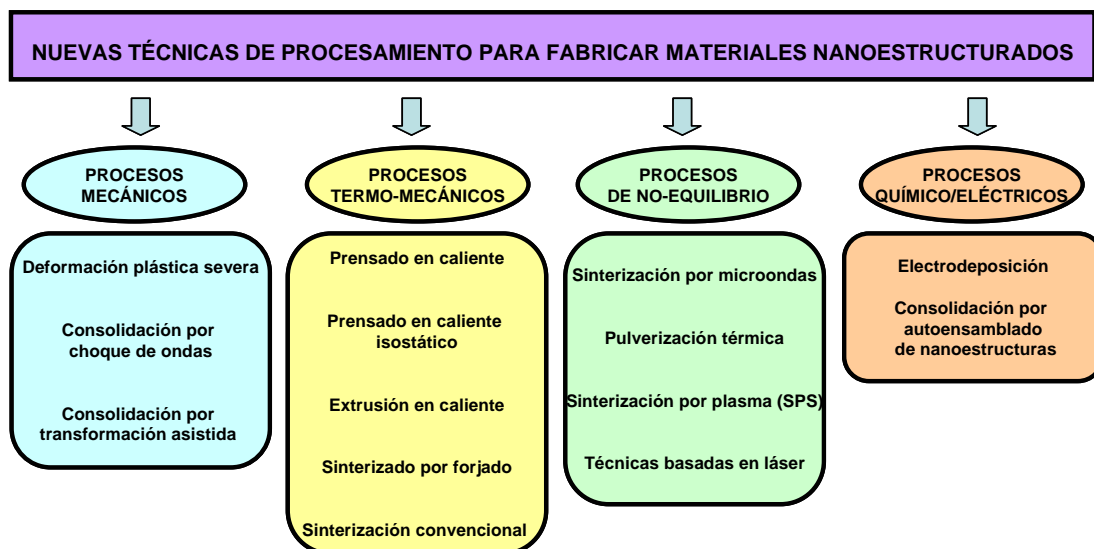 NUEVAS TÉCNICAS DE PROCESAMIENTO PARA FABRICAR MATERIALES NANOESTRUCTURADOS
PROCESOS
MECÁNICOS
Deformación plástica severa
Consolidación por
choque de ondas
Consolidación por
transformación asistida
PROCESOS
TERMO-MECÁNICOS
Prensado en caliente
Prensado en caliente
isostático
Extrusión en caliente
Sinterizado por forjado
Sinterización convencional
PROCESOS
DE NO-EQUILIBRIO
Sinterización por microondas
Pulverización térmica
Sinterización por plasma (SPS)
Técnicas basadas en láser
PROCESOS
QUÍMICO/ELÉCTRICOS
Electrodeposición
Consolidación por
autoensamblado
de nanoestructuras